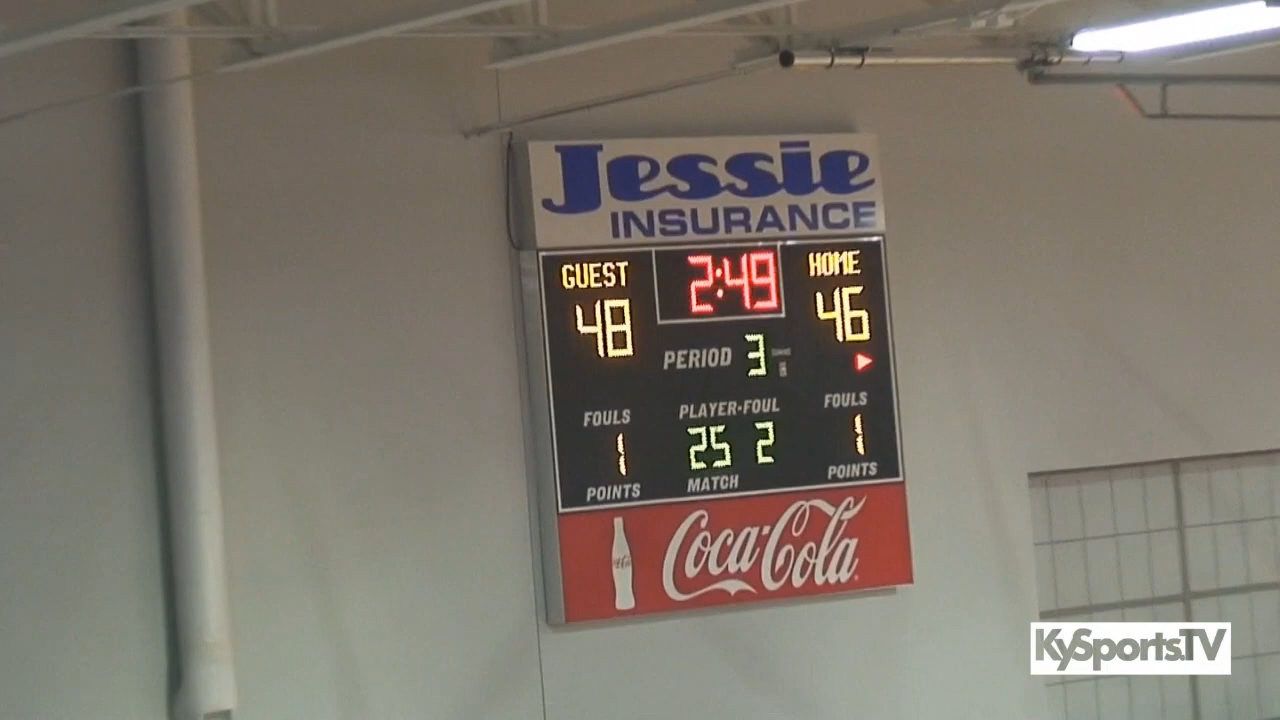 Jessie
INSURANCE
GUEST 2:49 HOME
48 46
PERIOD 3
FOULS PLAYER•FOUL FOULS
1 25 2 1
POINTS MATCH POINTS
Coca-Cola
KySports.TV